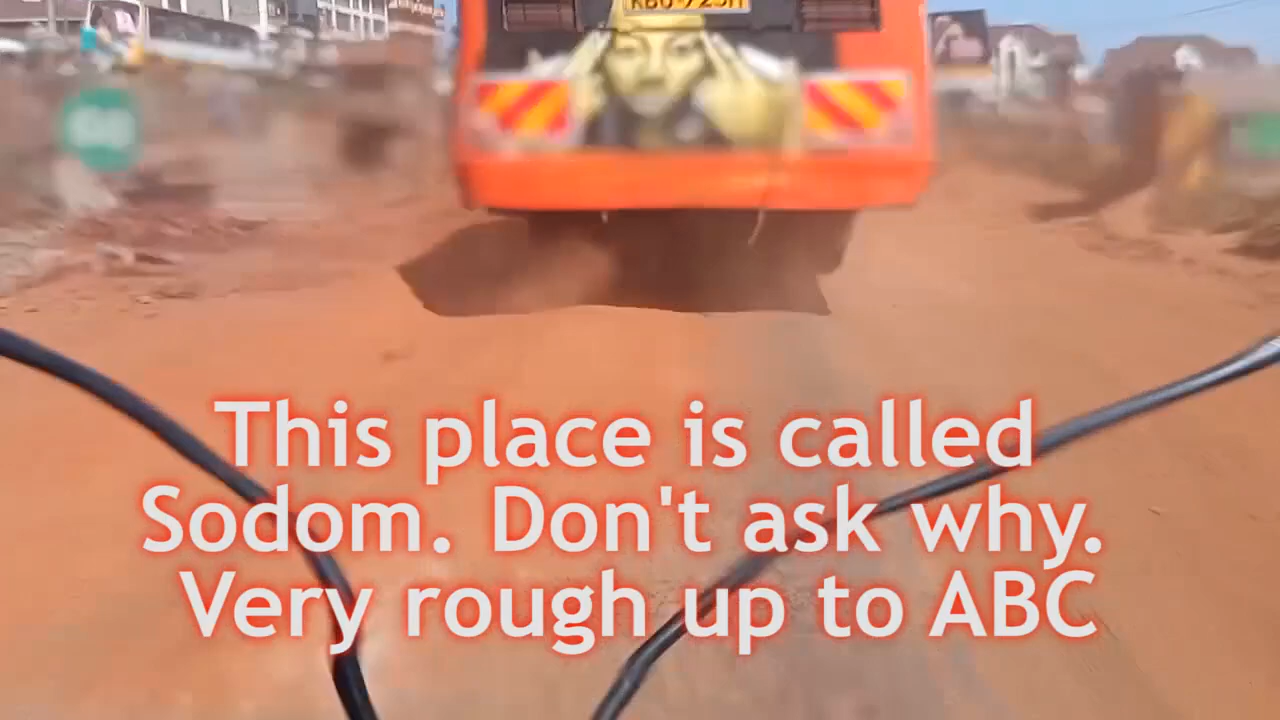 This place is called
Sodom. Don't ask why.
Very rough up to ABC